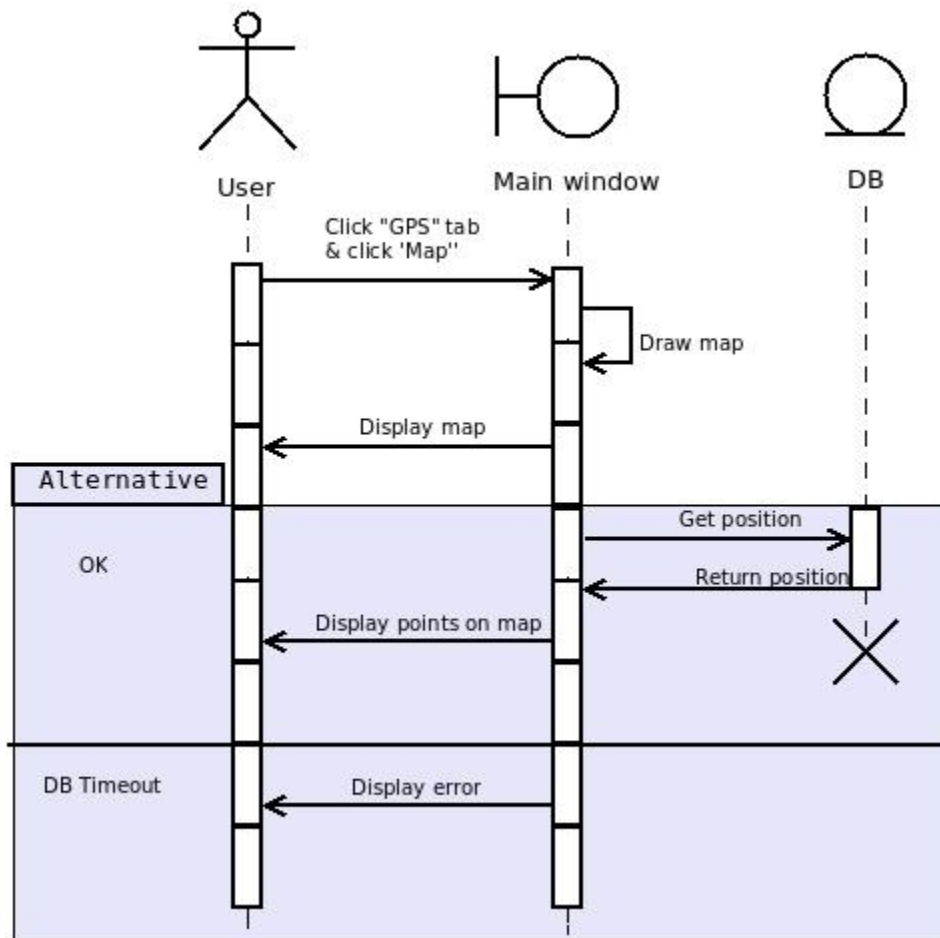 User
Main window
DB
Click "GPS" tab
& click 'Map''
Draw map
Display map
Alternative
Get position
OK
Return position
Display points on map
DB Timeout
Display error